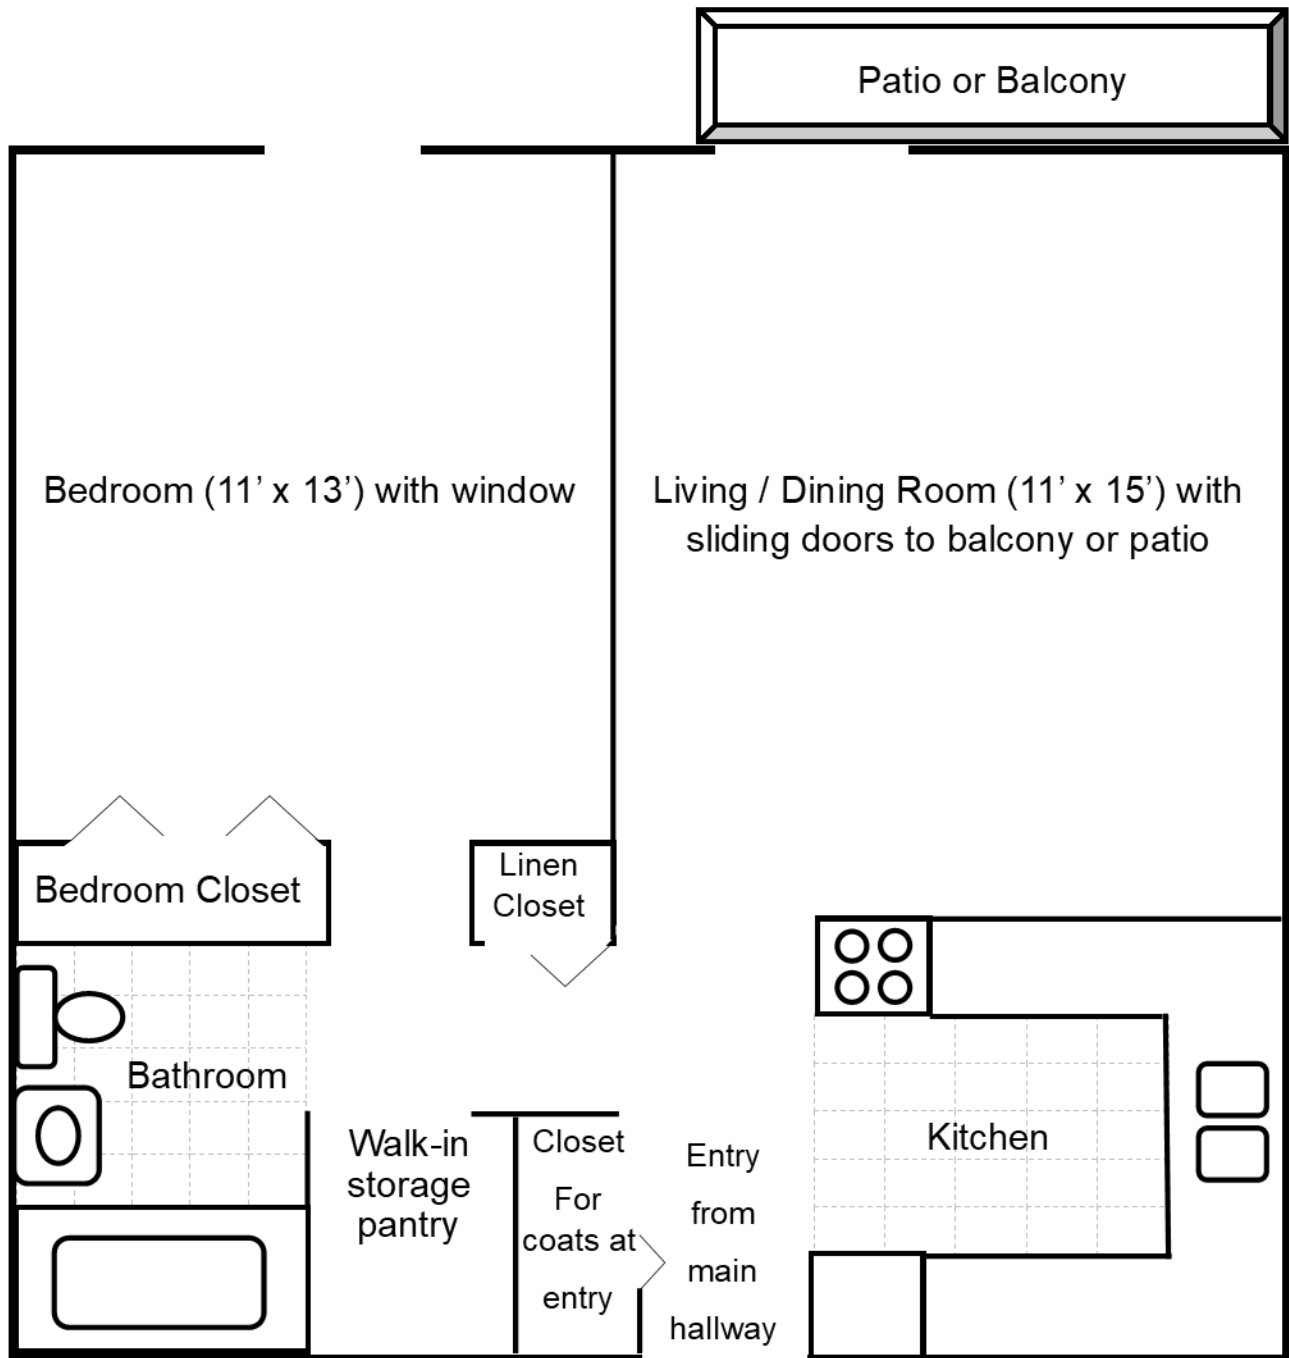 Patio or Balcony
Bedroom (11’ x 13’) with window
Living / Dining Room (11’ x 15’) with
sliding doors to balcony or patio
Bedroom Closet
Linen
Closet
Bathroom
Walk-in
storage
pantry
Closet
For
coats at
entry
Entry
from
main
hallway
Kitchen